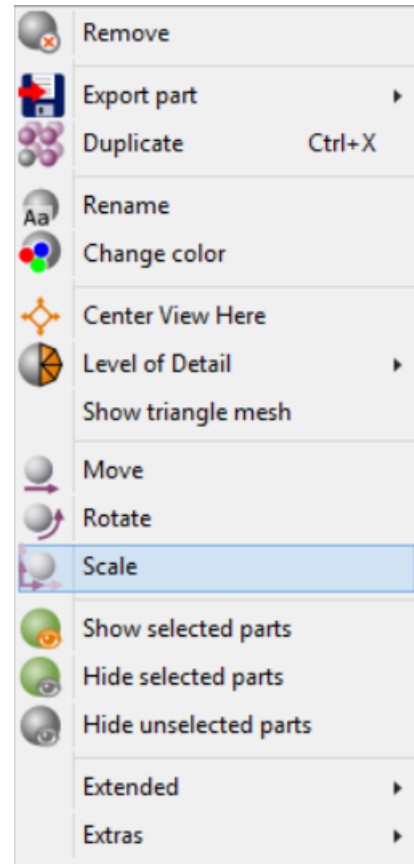 Remove
Export part
Duplicate Ctrl+X
Aa Rename
Change color
Center View Here
Level of Detail
Show triangle mesh
Move
Rotate
Scale
Show selected parts
Hide selected parts
Hide unselected parts
Extended
Extras